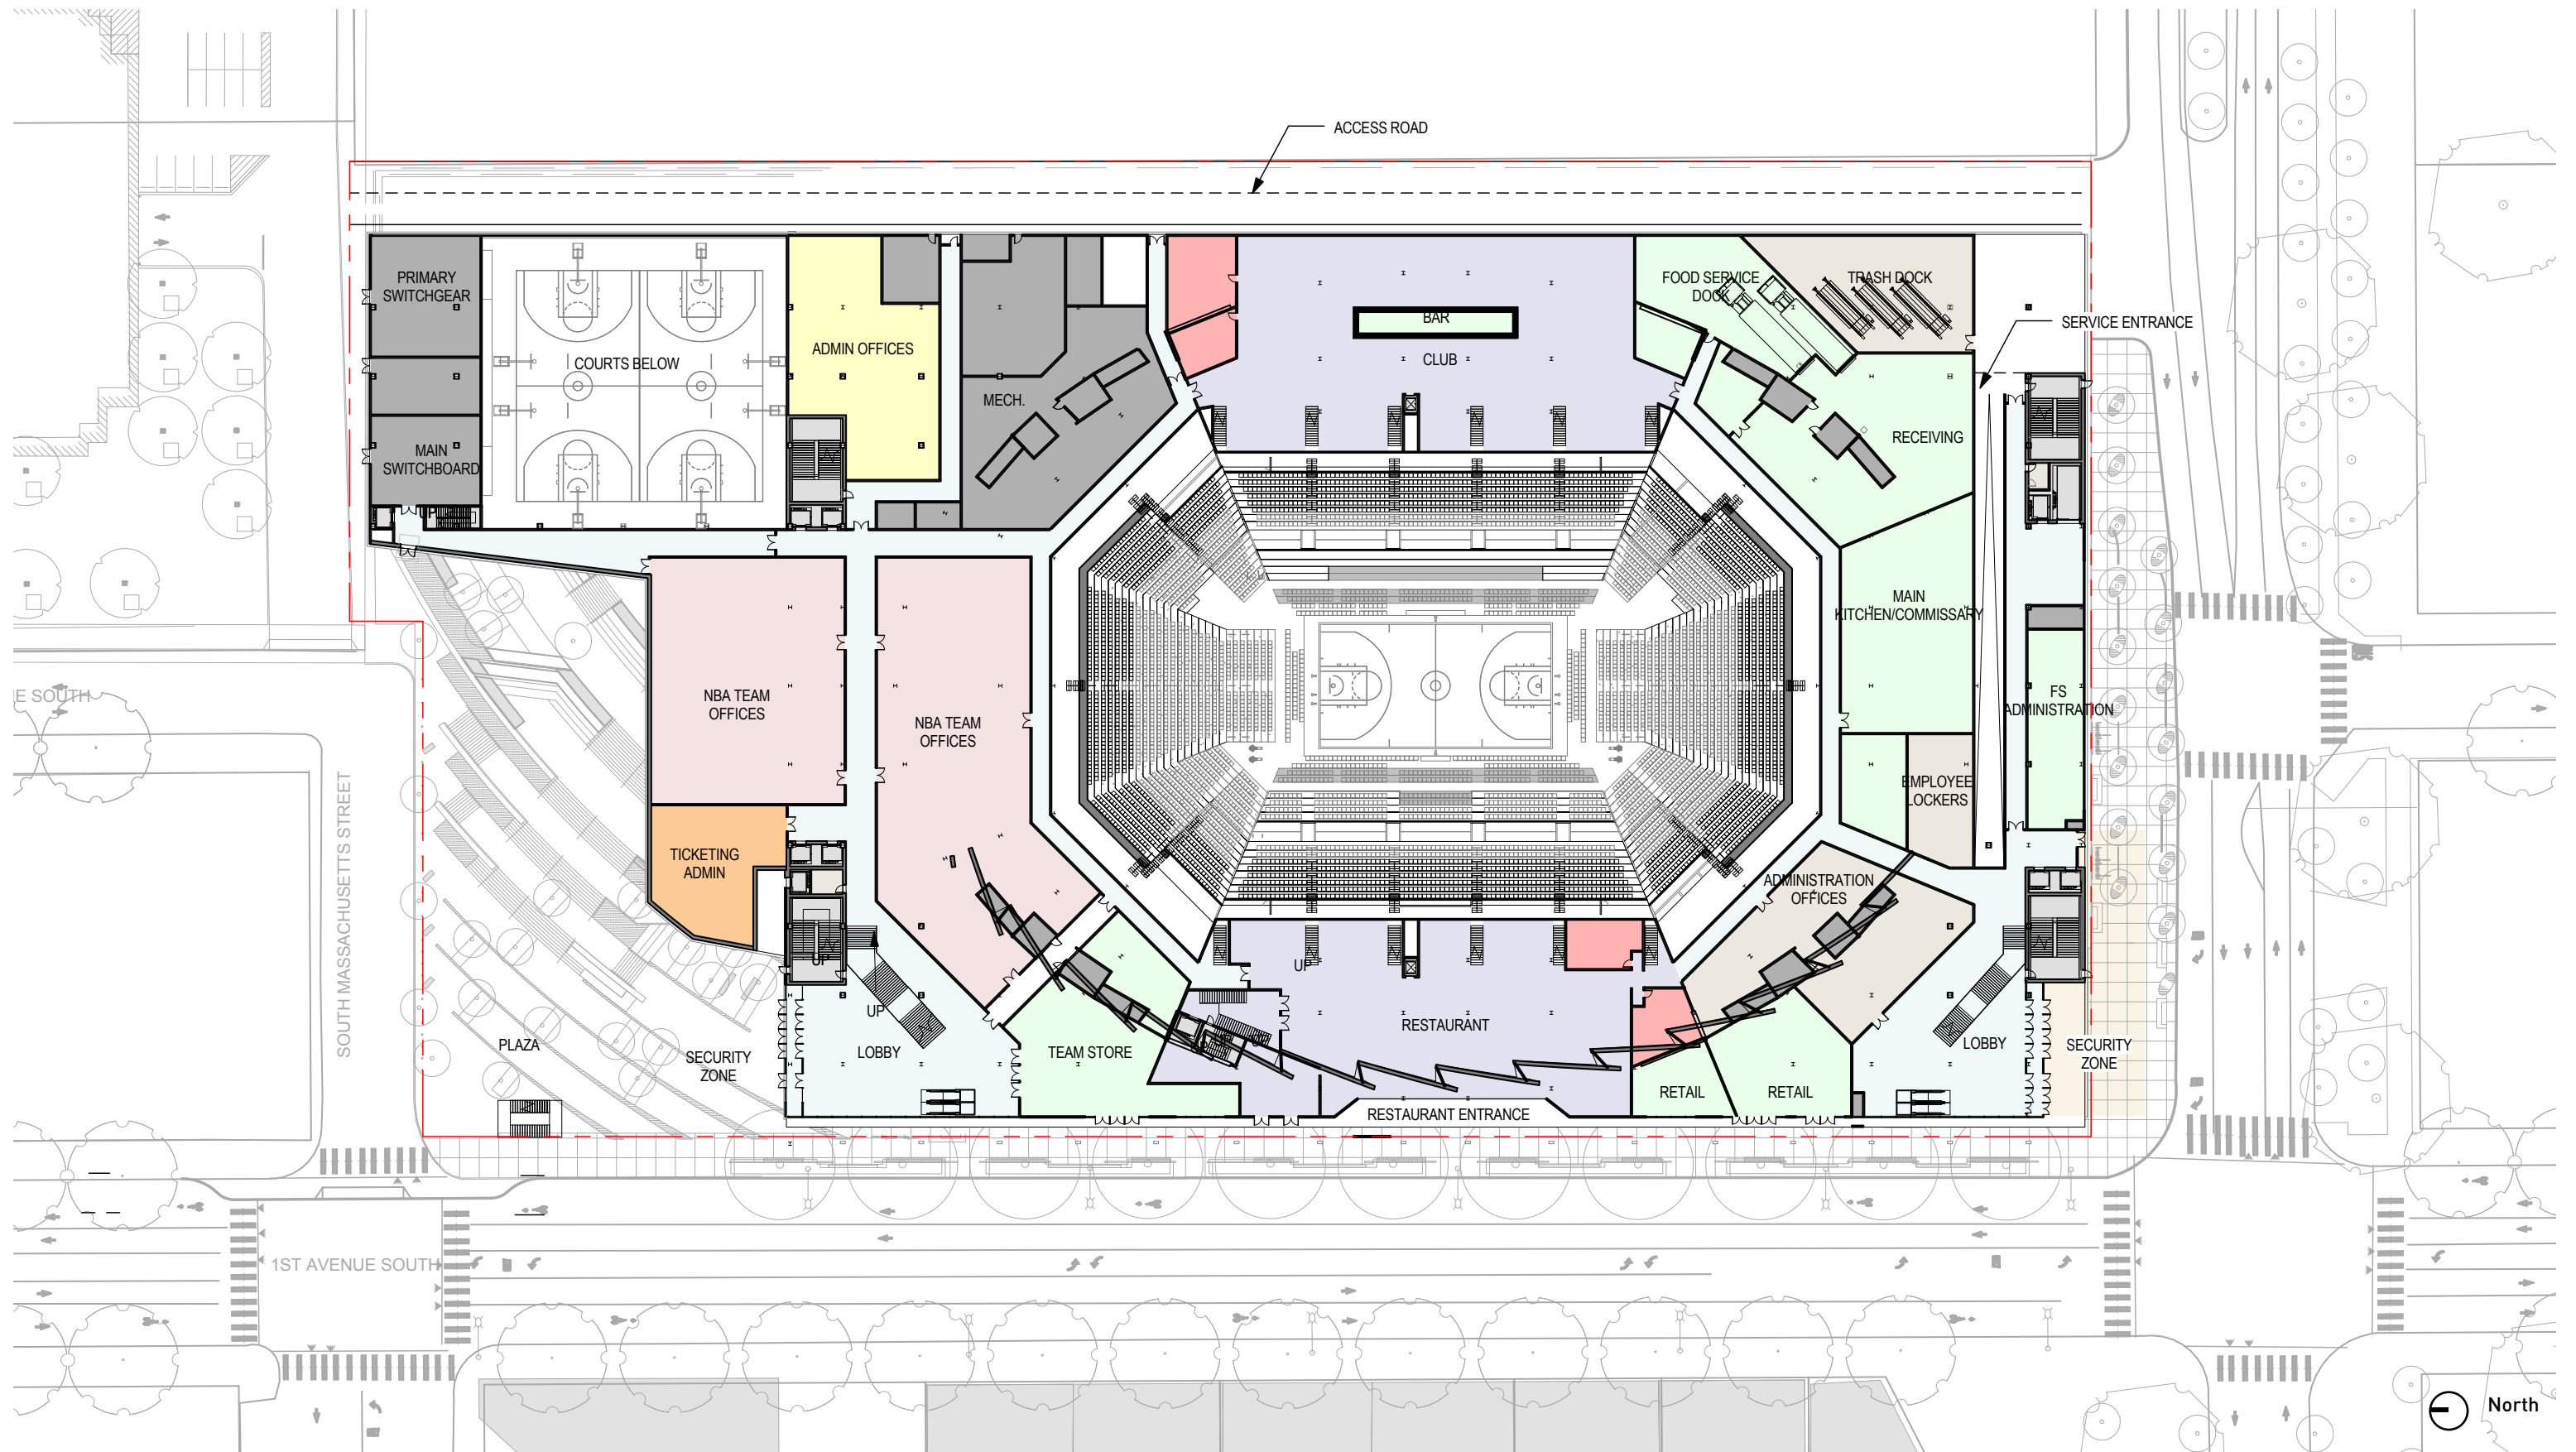 ACCESS ROAD
PRIMARY
SWITCHGEAR
COURTS BELOW
ADMIN OFFICES
MECH.
BAR
CLUB
FOOD SERVICE
DOCK
TRASH DOCK
SERVICE ENTRANCE
RECEIVING
MAIN
SWITCHBOARD
UP
MAIN
KITCHEN/COMMISSARY
NBA TEAM
OFFICES
NBA TEAM
OFFICES
FS
ADMINISTRATION
E SOUTH
SOUTH MASSACHUSETTS STREET
EMPLOYEE
LOCKERS
TICKETING
ADMIN
ADMINISTRATION
OFFICES
UP
UP
UP
PLAZA
SECURITY
ZONE
LOBBY
TEAM STORE
RESTAURANT
LOBBY
SECURITY
ZONE
RETAIL
RETAIL
RESTAURANT ENTRANCE
1ST AVENUE SOUTH
North